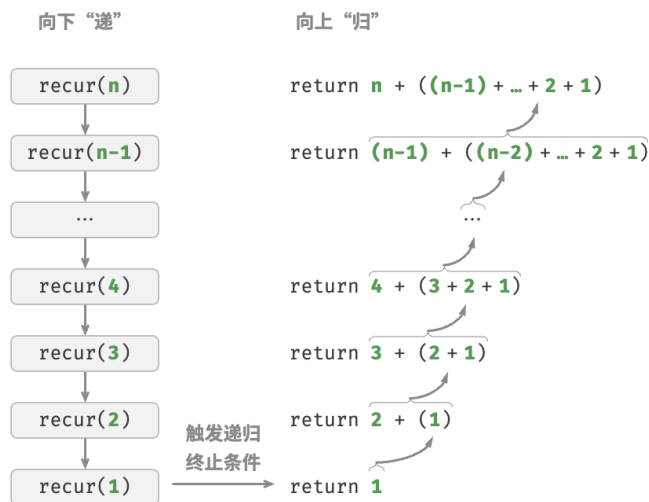 向下“递”
向上“归”
recur(n)
return n + ((n-1) + … + 2 + 1)
recur(n-1)
return (n-1) + ((n-2) + … + 2 + 1)
…
…
recur(4)
return 4 + (3 + 2 + 1)
recur(3)
return 3 + (2 + 1)
recur(2)
return 2 + (1)
触发递归
终止条件
recur(1)
return 1